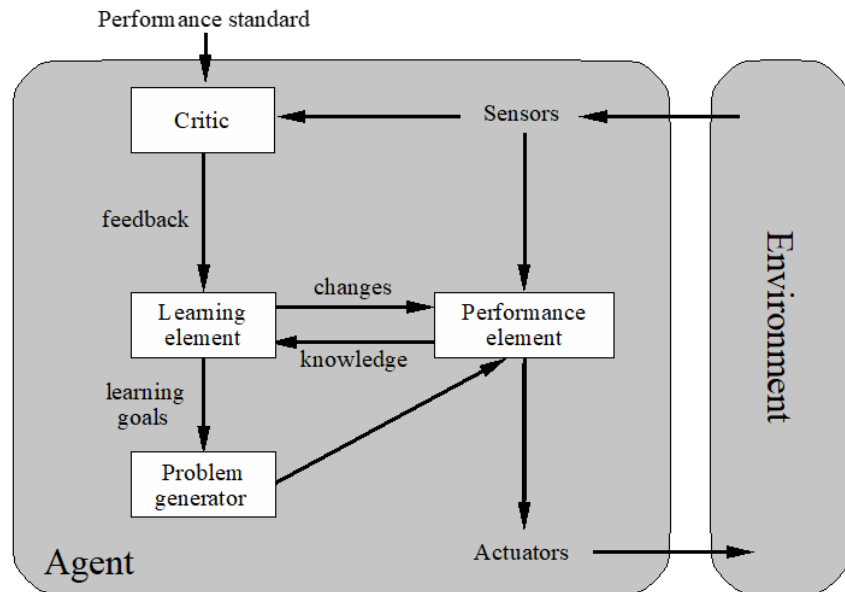 Performance standard
Critic
Sensors
feedback
Learning
element
changes
knowledge
Performance
element
learning
goals
Problem
generator
Actuators
Agent
Environment